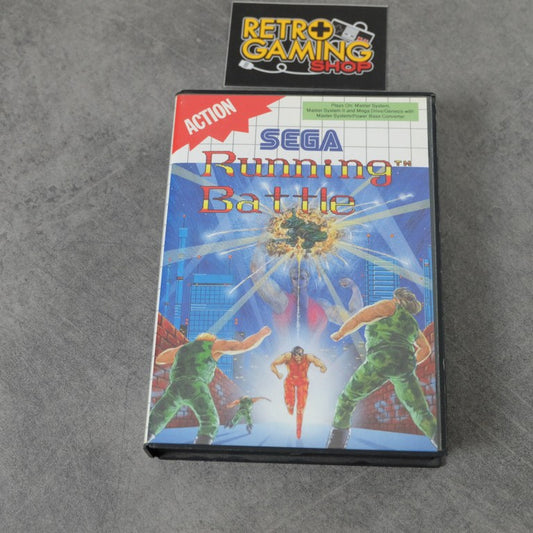 RETRO
GAMING
SHOP
ACTION
Plays On: Master System,
Master System II and Mega Drive/Genesis with
Master System/Power Base Converter
SEGA
Running™
Battle